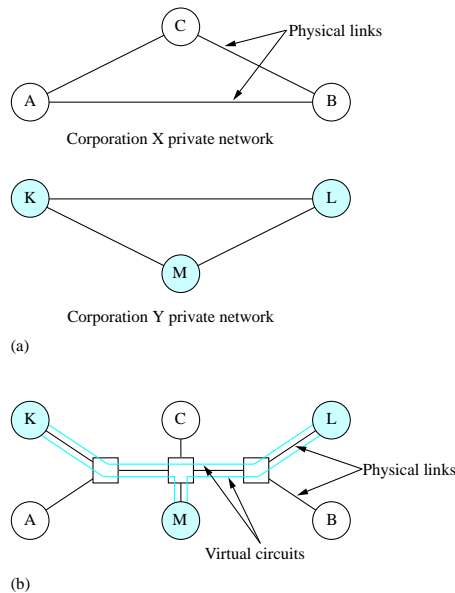 C
Physical links
A
B
Corporation X private network
K
L
M
Corporation Y private network
(a)
K
C
L
Physical links
A
M
B
Virtual circuits
(b)